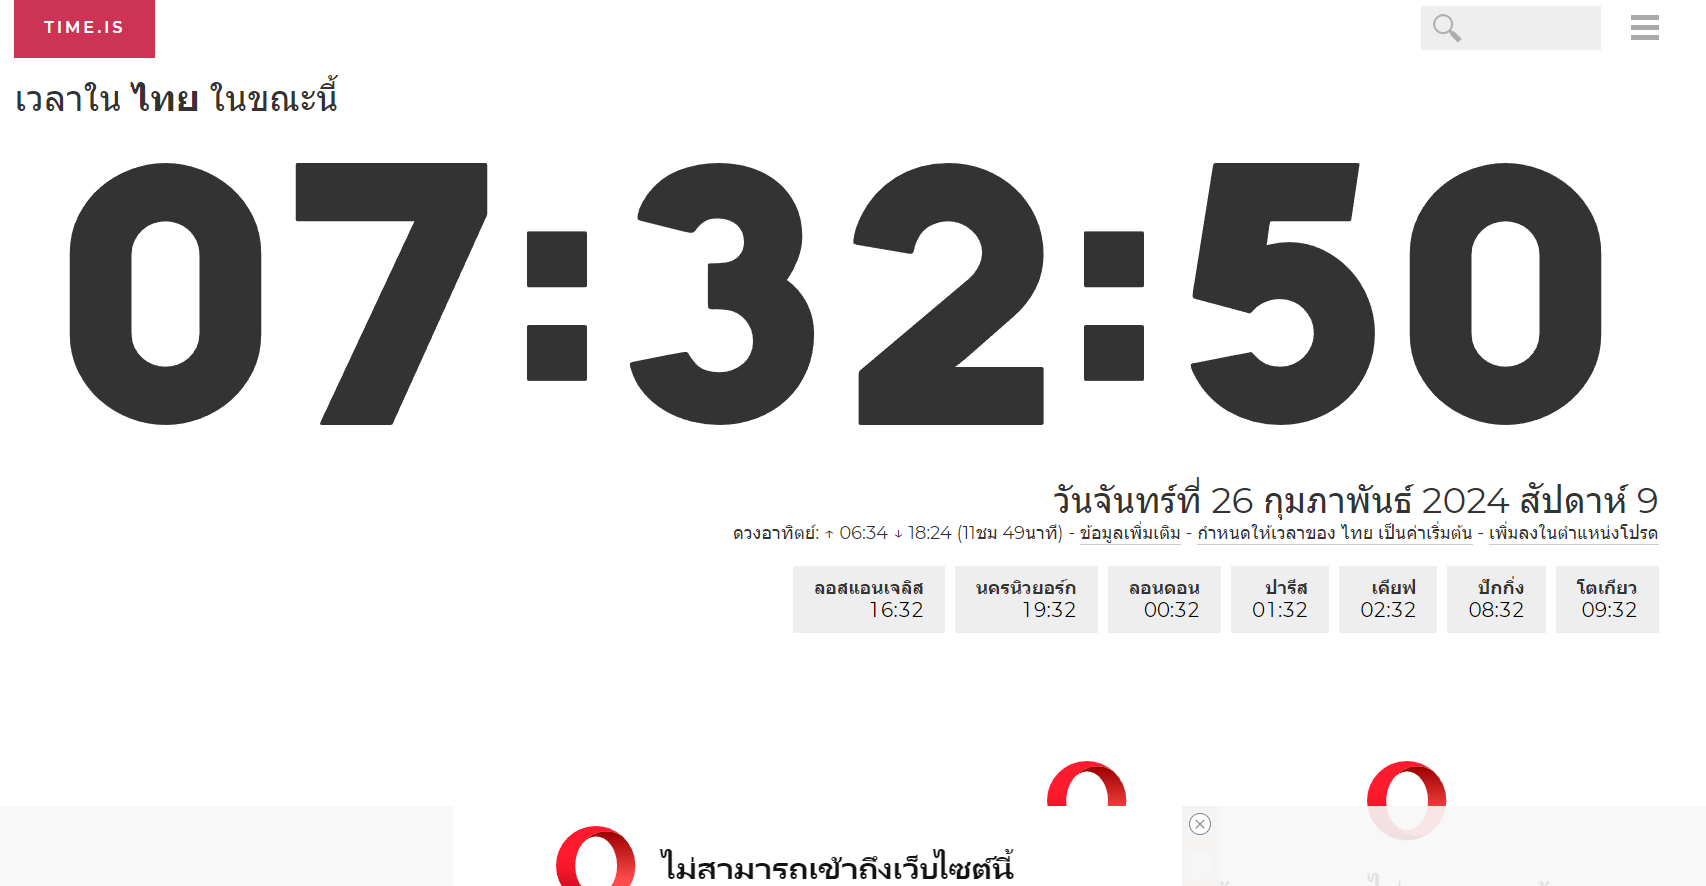 TIME.IS
เวลาใน ไทย ในขณะนี้
07:32:50
วันจันทร์ที่ 26 กุมภาพันธ์ 2024 สัปดาห์ 9
ดวงอาทิตย์: ↑ 06:34 ↓ 18:24 (11ชม 49นาที) - ข้อมูลเพิ่มเติม - กำหนดให้เวลาของ ไทย เป็นค่าเริ่มต้น - เพิ่มลงในตำแหน่งโปรด
ลอสแอนเจลิส นครนิวยอร์ก ลอนดอน ปารีส เคียฟ ปักกิ่ง โตเกียว
16:32 19:32 00:32 01:32 02:32 08:32 09:32
ไม่สามารถเข้าถึงเว็บไซต์นี้